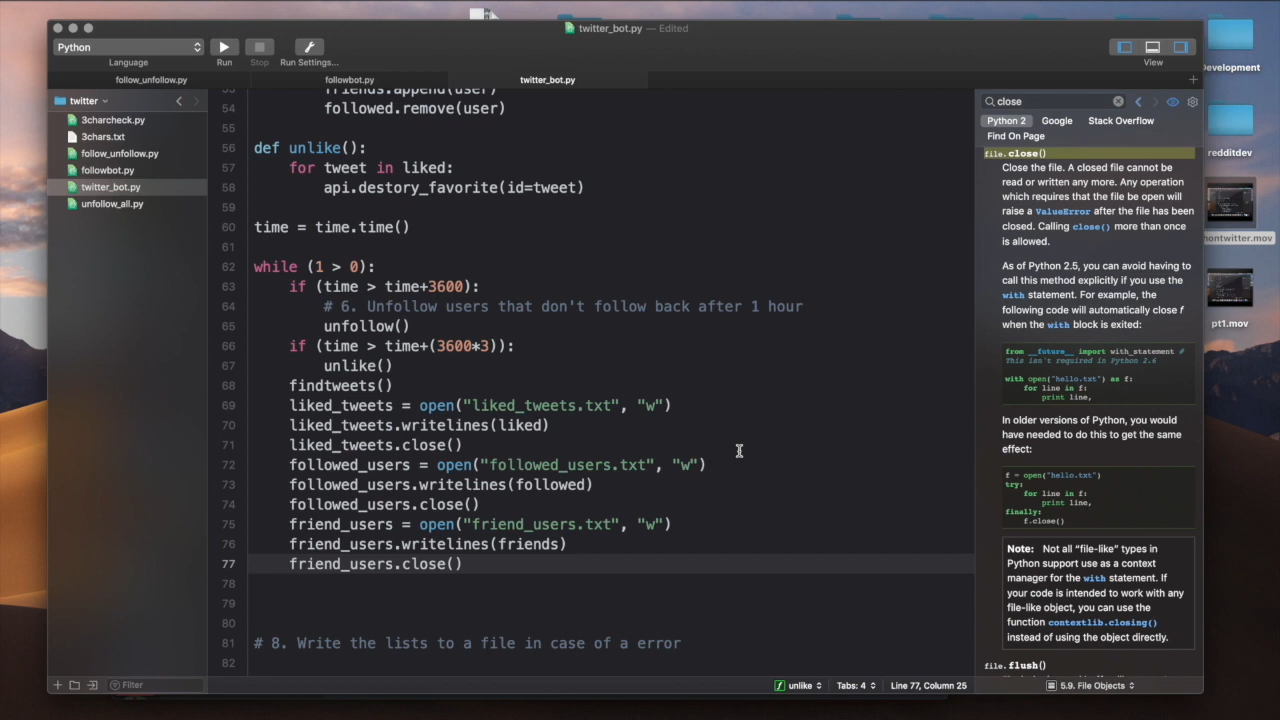 twitter_bot.py — Edited
Python
Language
Run
Stop
Run Settings...
View
follow_unfollow.py
followbot.py
twitter_bot.py
twitter
3charcheck.py
3chars.txt
follow_unfollow.py
followbot.py
twitter_bot.py
unfollow_all.py
Filter
friends.append(user)
54 followed.remove(user)
55
56 def unlike():
57 for tweet in liked:
58 api.destory_favorite(id=tweet)
59
60 time = time.time()
61
62 while (1 > 0):
63 if (time > time+3600):
64 # 6. Unfollow users that don't follow back after 1 hour
65 unfollow()
66 if (time > time+(3600*3)):
67 unlike()
68 findtweets()
69 liked_tweets = open("liked_tweets.txt", "w")
70 liked_tweets.writelines(liked)
71 liked_tweets.close()
72 followed_users = open("followed_users.txt", "w")
73 followed_users.writelines(followed)
74 followed_users.close()
75 friend_users = open("friend_users.txt", "w")
76 friend_users.writelines(friends)
77 friend_users.close()
78
79
80
81 # 8. Write the lists to a file in case of a error
82
unlike
Tabs: 4
Line 77, Column 25
close
Python 2
Google
Stack Overflow
Find On Page
file.close()
Close the file. A closed file cannot be
read or written any more. Any operation
which requires that the file be open will
raise a ValueError after the file has been
closed. Calling close() more than once
is allowed.
As of Python 2.5, you can avoid having to
call this method explicitly if you use the
with statement. For example, the
following code will automatically close f
when the with block is exited:
from __future__ import with_statement #
This isn't required in Python 2.6
with open("hello.txt") as f:
for line in f:
print line,
In older versions of Python, you would
have needed to do this to get the same
effect:
f = open("hello.txt")
try:
for line in f:
print line,
finally:
f.close()
Note: Not all “file-like” types in
Python support use as a context
manager for the with statement. If
your code is intended to work with any
file-like object, you can use the
function contextlib.closing()
instead of using the object directly.
file.flush()
5.9. File Objects
Development
redditdev
hontwitter.mov
pt1.mov